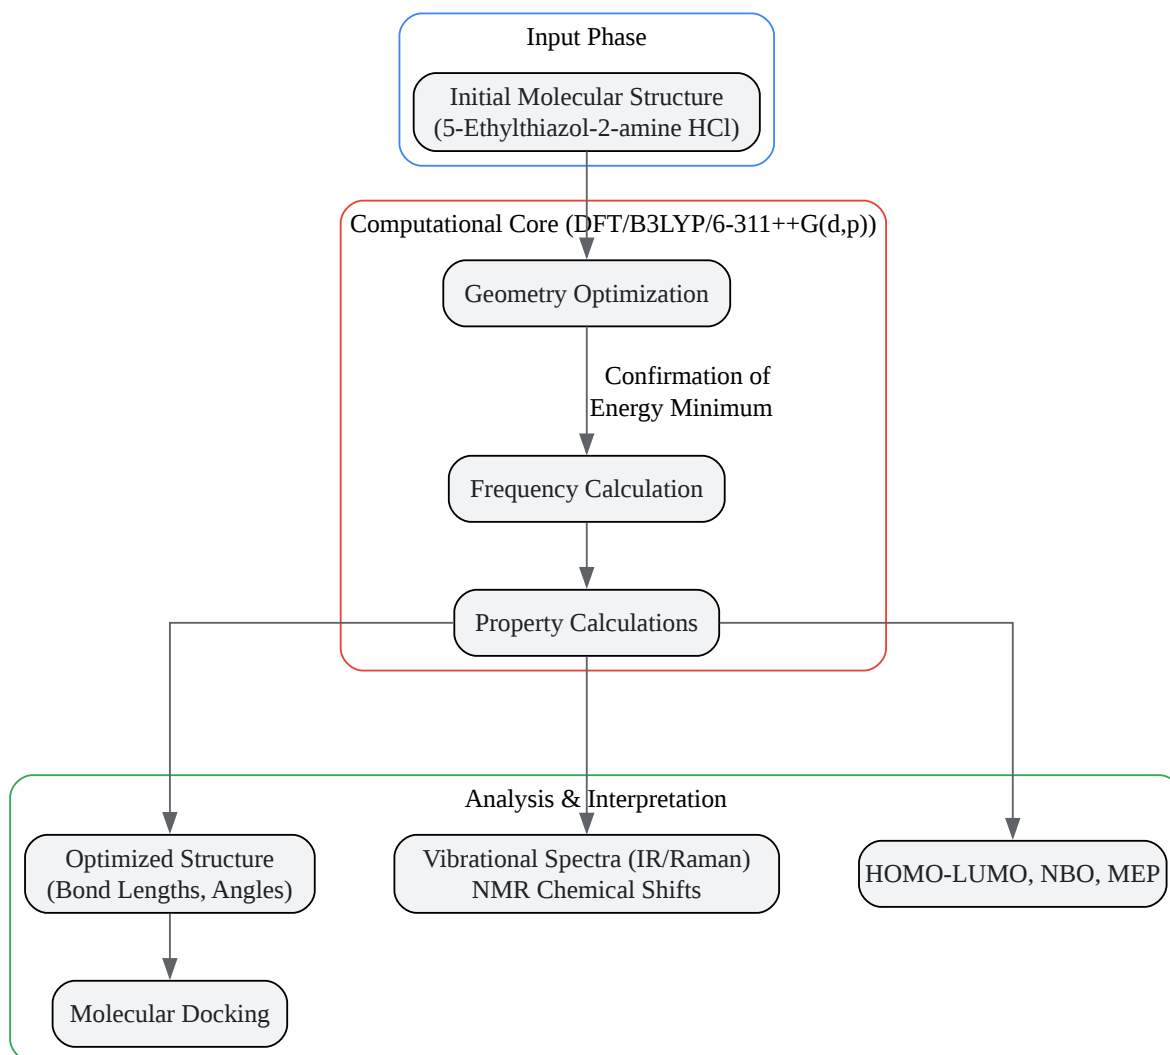 Input Phase
Initial Molecular Structure
(5-Ethylthiazol-2-amine HCl)
Computational Core (DFT/B3LYP/6-311++G(d,p))
Geometry Optimization
Confirmation of
Energy Minimum
Frequency Calculation
Property Calculations
Analysis & Interpretation
Optimized Structure
(Bond Lengths, Angles)
Vibrational Spectra (IR/Raman)
NMR Chemical Shifts
HOMO-LUMO, NBO, MEP
Molecular Docking